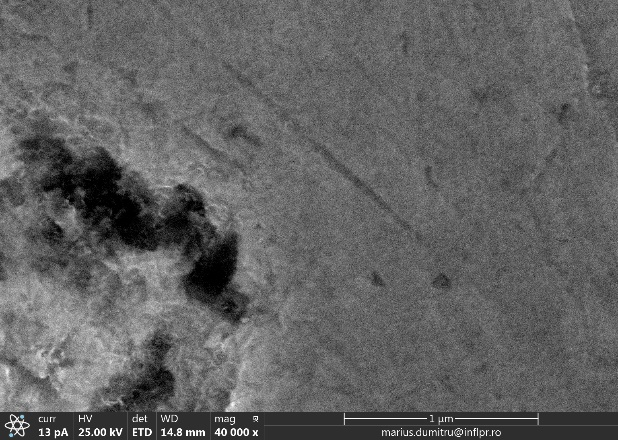 curr HV det WD mag
13 pA 25.00 kV ETD 14.8 mm 40 000 x
1 µm
marius.dumitru@inflpr.ro